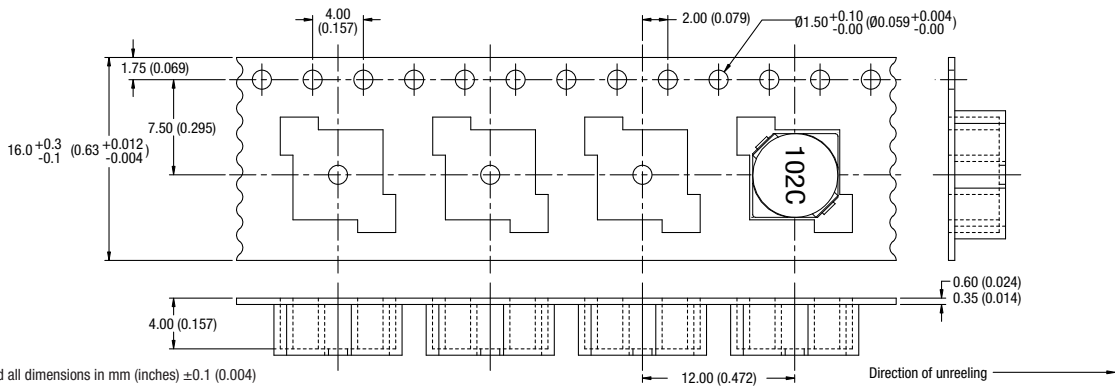 4.00
(0.157)
2.00 (0.079)
Ø1.50 +0.10 -0.00 (Ø0.059 +0.004 -0.00)
1.75 (0.069)
7.50 (0.295)
16.0 +0.3 -0.1 (0.63 +0.012 -0.004)
102C
0.60 (0.024)
0.35 (0.014)
4.00 (0.157)
12.00 (0.472)
d all dimensions in mm (inches) ±0.1 (0.004)
Direction of unreeling